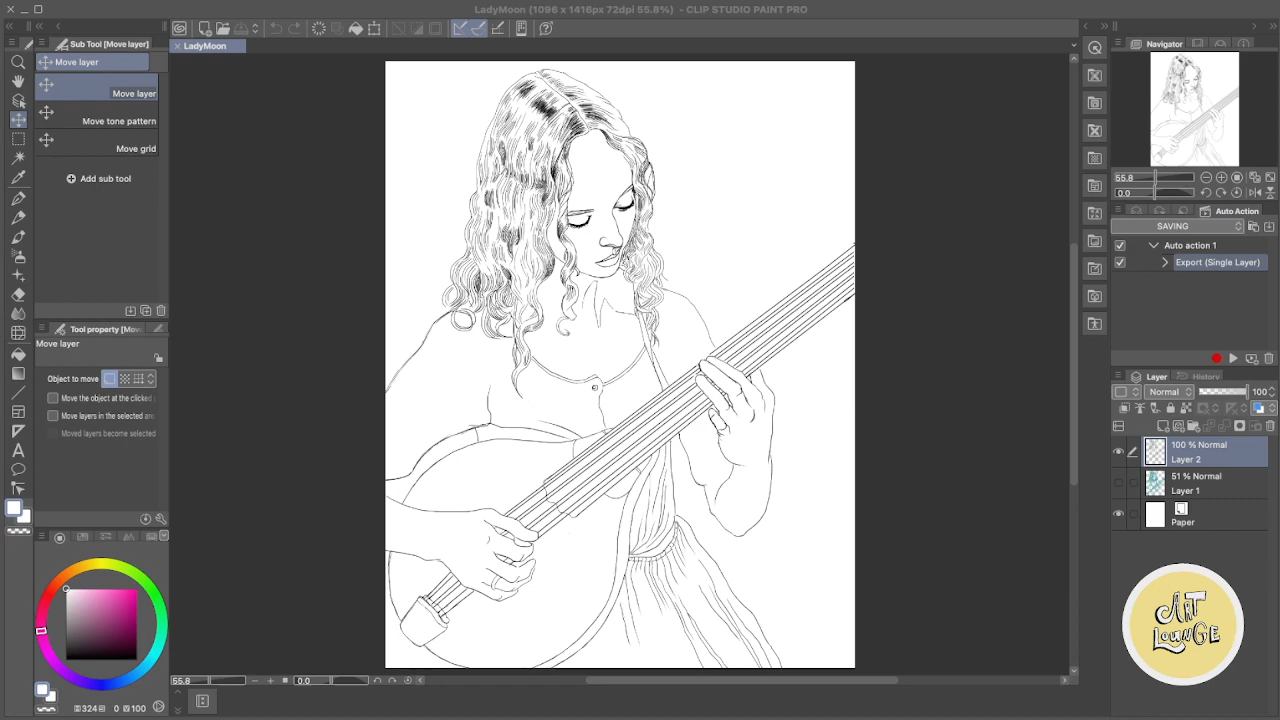 LadyMoon (1096 x 1416px 72dpi 55.8%) - CLIP STUDIO PAINT PRO
Sub Tool [Move layer]
Move layer
Move layer
Move tone pattern
Move grid
Add sub tool
Tool property [Mov
Move layer
Object to move
Move the object at the clicked p
Move layers in the selected are
Moved layers become selected
324 0 V 100
LadyMoon
55.8
0.0
Navigator
55.8
0.0
Auto Action
SAVING
Auto action 1
Export (Single Layer)
Layer
History
Normal
100
100 % Normal
Layer 2
51 % Normal
Layer 1
Paper
ART
LOUNGE